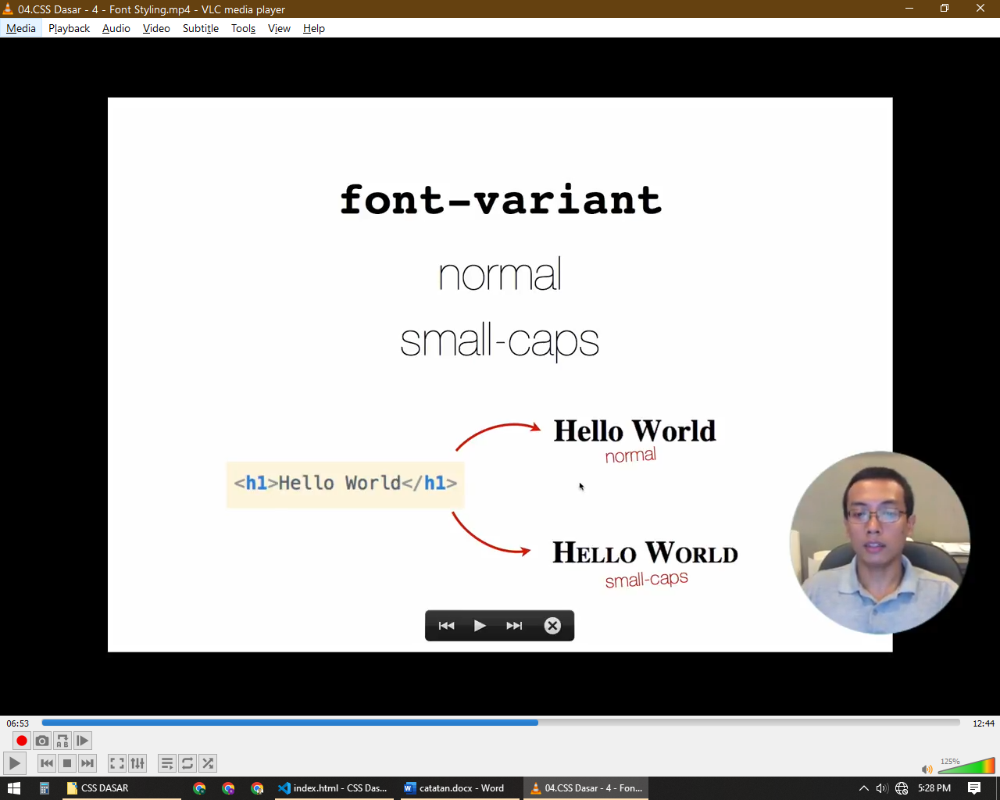 04.CSS Dasar - 4 - Font Styling.mp4 - VLC media player
Media Playback Audio Video Subtitle Tools View Help
font-variant
normal
small-caps
Hello World
normal
<h1>Hello World</h1>
Hello World
small-caps
06:53
12:44
A B
125%
CSS DASAR
index.html - CSS Das...
catatan.docx - Word
04.CSS Dasar - 4 - Fon...
5:28 PM